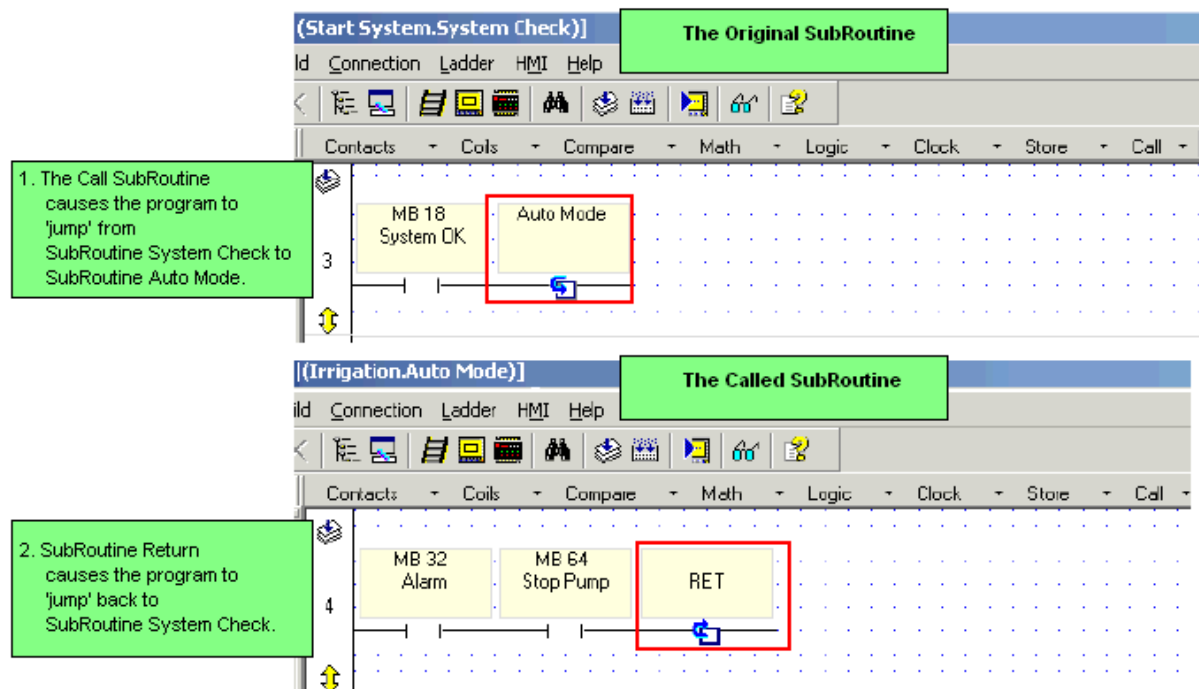 (Start System.System Check)]
The Original SubRoutine
ld Connection Ladder HMI Help
Contacts Coils Compare Math Logic Clock Store Call
1. The Call SubRoutine
causes the program to
'jump' from
SubRoutine System Check to
SubRoutine Auto Mode.
MB 18
System OK
Auto Mode
3
(Irrigation.Auto Mode)]
The Called SubRoutine
ild Connection Ladder HMI Help
Contacts Coils Compare Math Logic Clock Store Call
2. SubRoutine Return
causes the program to
'jump' back to
SubRoutine System Check.
MB 32
Alarm
MB 64
Stop Pump
RET
4